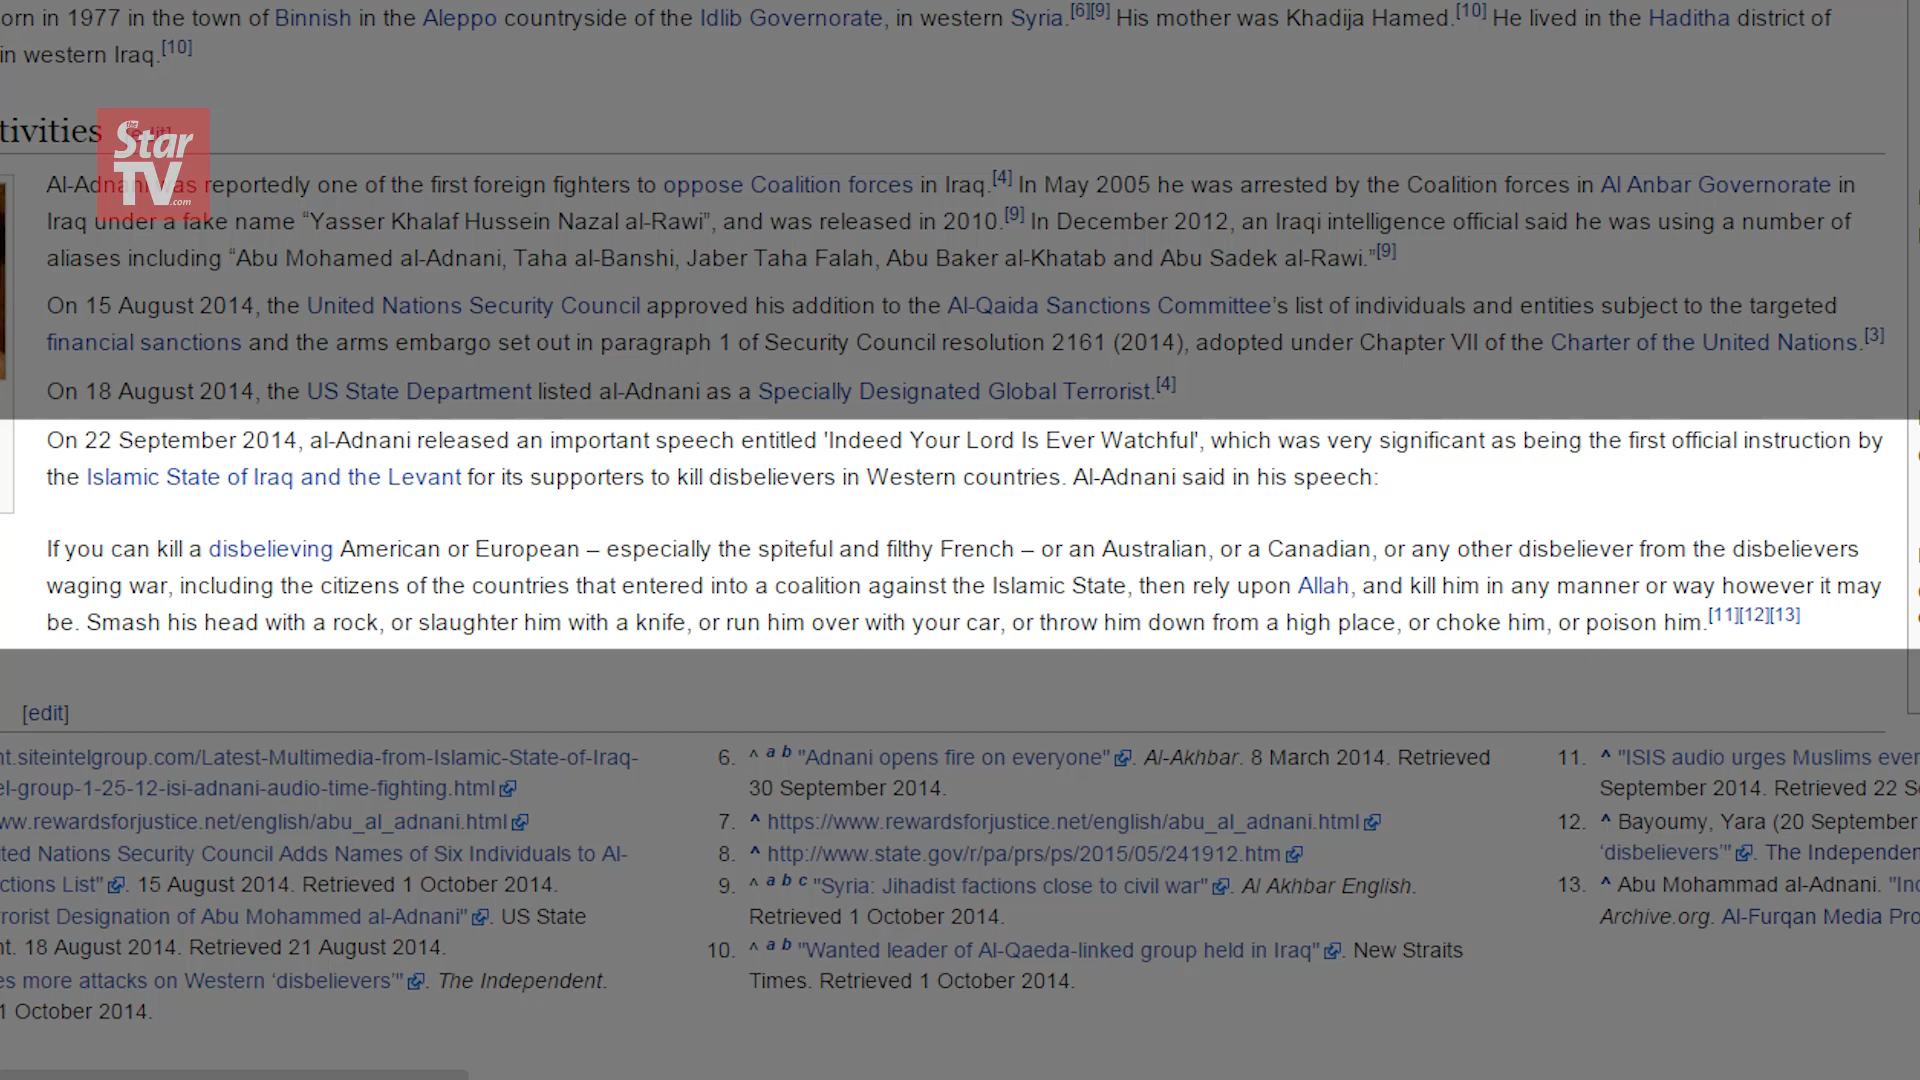 orn in 1977 in the town of Binnish in the Aleppo countryside of the Idlib Governorate, in western Syria.[6][9] His mother was Khadija Hamed.[10] He lived in the Haditha district of
in western Iraq.[10]
tivities [edit]
the Star TV .com
Al-Adnani was reportedly one of the first foreign fighters to oppose Coalition forces in Iraq.[4] In May 2005 he was arrested by the Coalition forces in Al Anbar Governorate in
Iraq under a fake name “Yasser Khalaf Hussein Nazal al-Rawi”, and was released in 2010.[9] In December 2012, an Iraqi intelligence official said he was using a number of
aliases including “Abu Mohamed al-Adnani, Taha al-Banshi, Jaber Taha Falah, Abu Baker al-Khatab and Abu Sadek al-Rawi.”[9]
On 15 August 2014, the United Nations Security Council approved his addition to the Al-Qaida Sanctions Committee’s list of individuals and entities subject to the targeted
financial sanctions and the arms embargo set out in paragraph 1 of Security Council resolution 2161 (2014), adopted under Chapter VII of the Charter of the United Nations.[3]
On 18 August 2014, the US State Department listed al-Adnani as a Specially Designated Global Terrorist.[4]
On 22 September 2014, al-Adnani released an important speech entitled 'Indeed Your Lord Is Ever Watchful', which was very significant as being the first official instruction by
the Islamic State of Iraq and the Levant for its supporters to kill disbelievers in Western countries. Al-Adnani said in his speech:
If you can kill a disbelieving American or European – especially the spiteful and filthy French – or an Australian, or a Canadian, or any other disbeliever from the disbelievers
waging war, including the citizens of the countries that entered into a coalition against the Islamic State, then rely upon Allah, and kill him in any manner or way however it may
be. Smash his head with a rock, or slaughter him with a knife, or run him over with your car, or throw him down from a high place, or choke him, or poison him.[11][12][13]
[edit]
nt.siteintelgroup.com/Latest-Multimedia-from-Islamic-State-of-Iraq-
el-group-1-25-12-isi-adnani-audio-time-fighting.html
ww.rewardsforjustice.net/english/abu_al_adnani.html
ted Nations Security Council Adds Names of Six Individuals to Al-
ctions List". 15 August 2014. Retrieved 1 October 2014.
rorist Designation of Abu Mohammed al-Adnani". US State
nt. 18 August 2014. Retrieved 21 August 2014.
es more attacks on Western ‘disbelievers’". The Independent.
1 October 2014.
6. ^ a b "Adnani opens fire on everyone". Al-Akhbar. 8 March 2014. Retrieved
30 September 2014.
7. ^ https://www.rewardsforjustice.net/english/abu_al_adnani.html
8. ^ http://www.state.gov/r/pa/prs/ps/2015/05/241912.htm
9. ^ a b c "Syria: Jihadist factions close to civil war". Al Akhbar English.
Retrieved 1 October 2014.
10. ^ a b "Wanted leader of Al-Qaeda-linked group held in Iraq". New Straits
Times. Retrieved 1 October 2014.
11. ^ "ISIS audio urges Muslims ever
September 2014. Retrieved 22 S
12. ^ Bayoumy, Yara (20 September
‘disbelievers’". The Independen
13. ^ Abu Mohammad al-Adnani. "Ind
Archive.org. Al-Furqan Media Pro